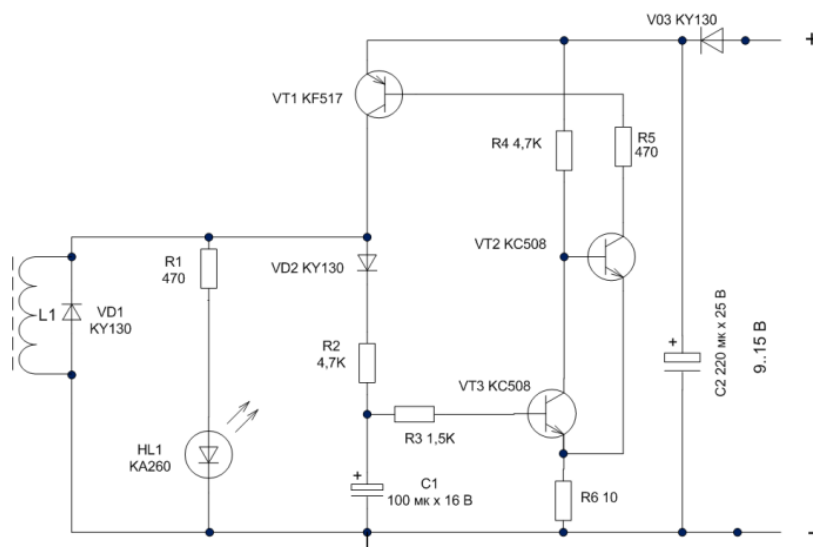 V03 KY130
+
VT1 KF517
R4 4,7K
R5
470
R1
470
VD2 KY130
VT2 KC508
L1
VD1
KY130
R2
4,7K
+
C2 220 мк x 25 В
9..15 В
VT3 KC508
R3 1,5K
HL1
KA260
+
C1
100 мк x 16 В
R6 10
-